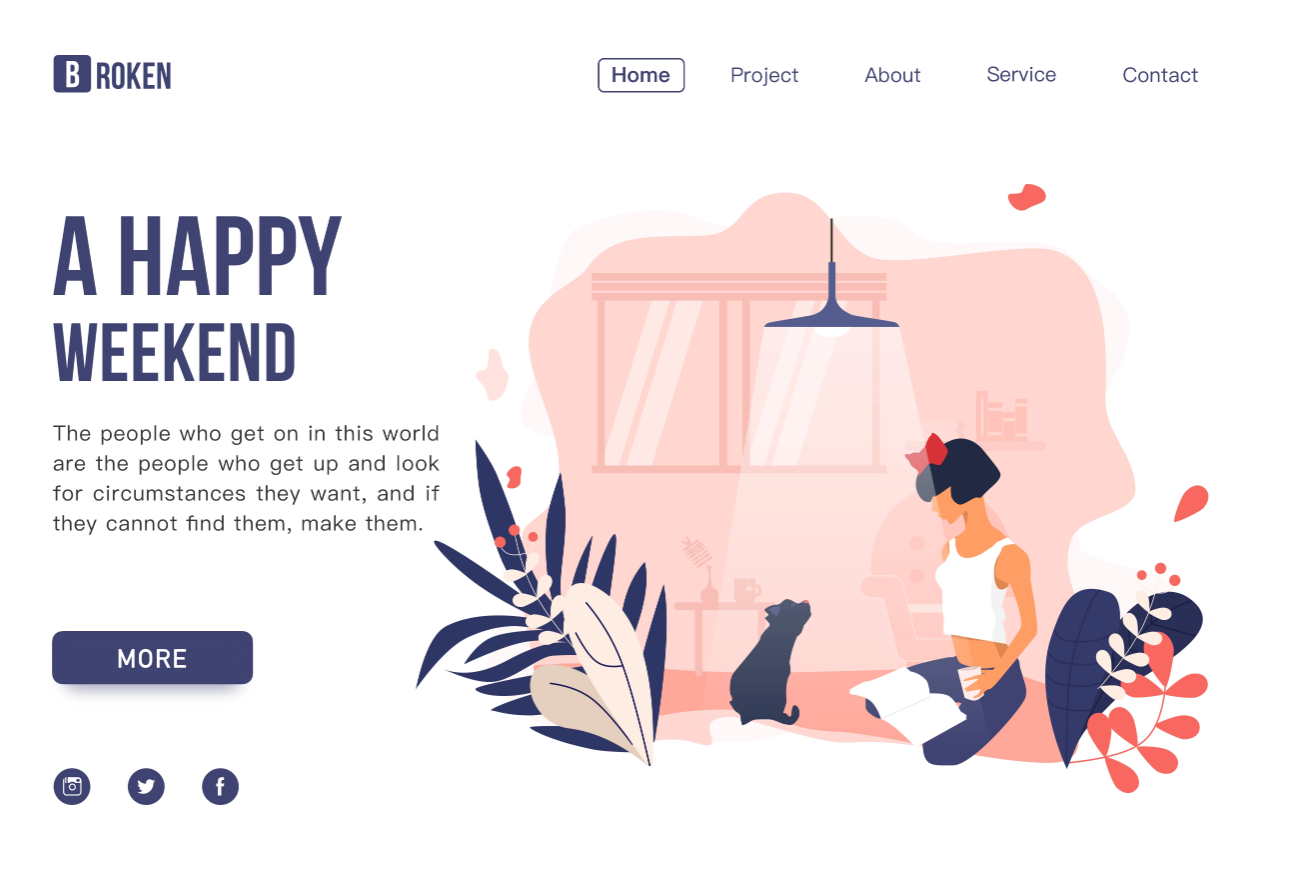 BROKEN
Home Project About Service Contact
A HAPPY
WEEKEND
The people who get on in this world
are the people who get up and look
for circumstances they want, and if
they cannot find them, make them.
MORE